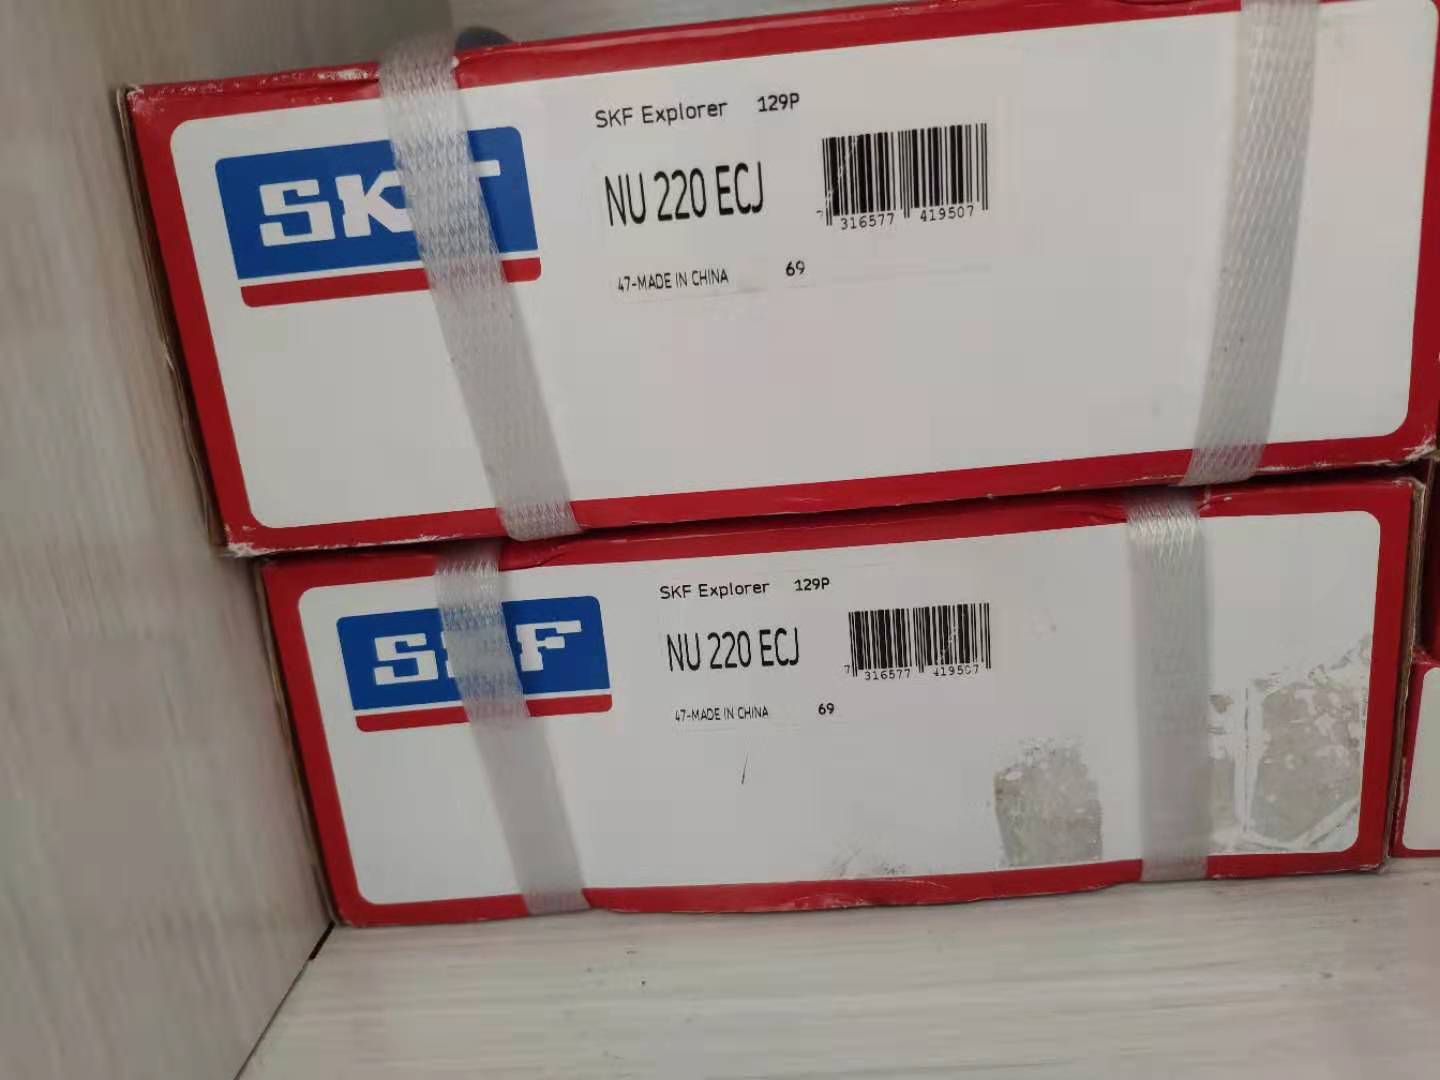 SKF
SKF Explorer 129P
NU 220 ECJ
7 316577 419507
47-MADE IN CHINA 69
SKF
SKF Explorer 129P
NU 220 ECJ
7 316577 419507
47-MADE IN CHINA 69